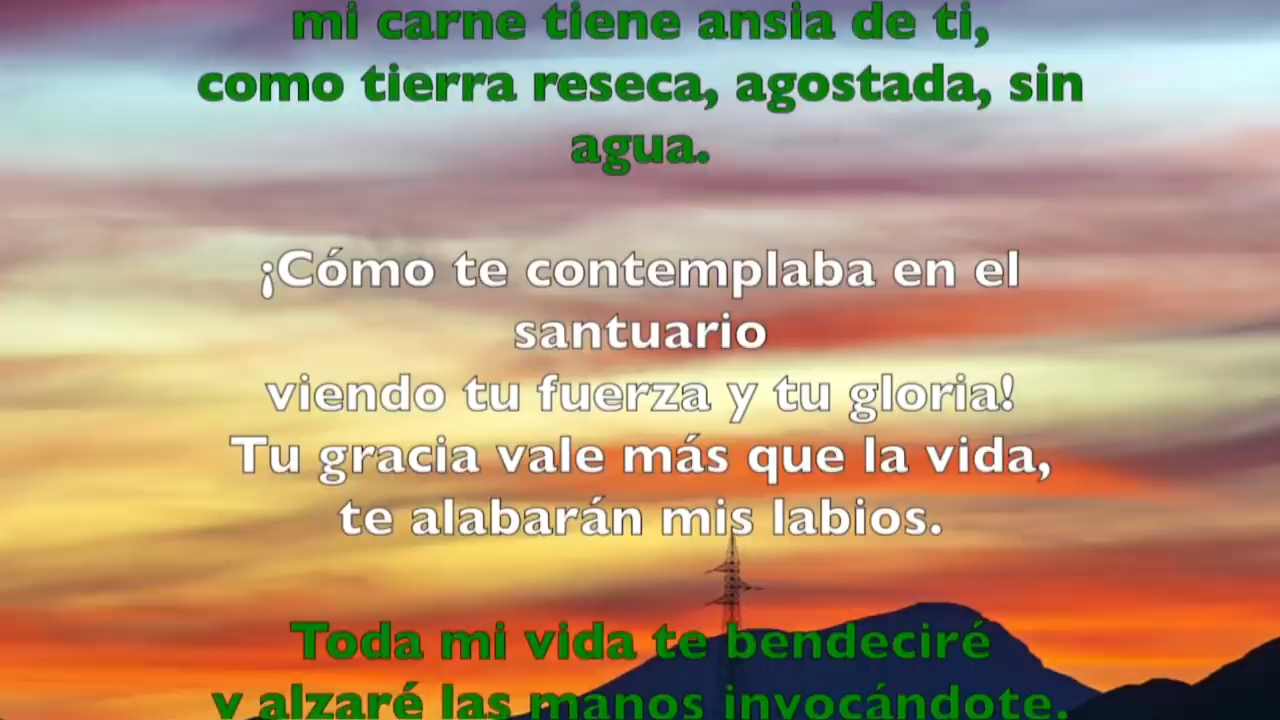 mi carne tiene ansia de ti,
como tierra reseca, agostada, sin
agua.
¡Cómo te contemplaba en el
santuario
viendo tu fuerza y tu gloria!
Tu gracia vale más que la vida,
te alabarán mis labios.
Toda mi vida te bendeciré
y alzaré las manos invocándote.